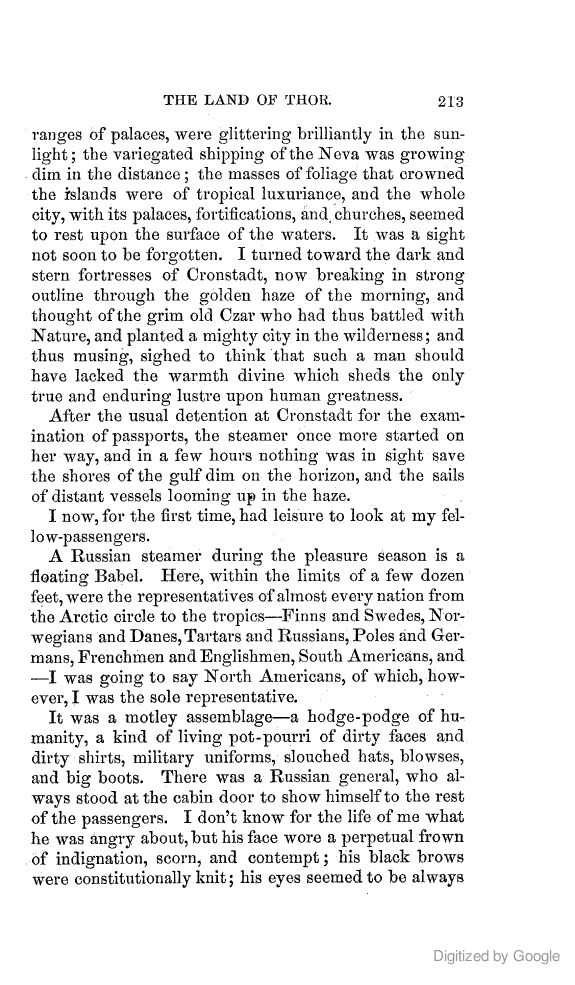 THE LAND OF THOR. 213
ranges of palaces, were glittering brilliantly in the sun-
light; the variegated shipping of the Neva was growing
dim in the distance; the masses of foliage that crowned
the islands were of tropical luxuriance, and the whole
city, with its palaces, fortifications, and churches, seemed
to rest upon the surface of the waters. It was a sight
not soon to be forgotten. I turned toward the dark and
stern fortresses of Cronstadt, now breaking in strong
outline through the golden haze of the morning, and
thought of the grim old Czar who had thus battled with
Nature, and planted a mighty city in the wilderness; and
thus musing, sighed to think that such a man should
have lacked the warmth divine which sheds the only
true and enduring lustre upon human greatness.
After the usual detention at Cronstadt for the exam-
ination of passports, the steamer once more started on
her way, and in a few hours nothing was in sight save
the shores of the gulf dim on the horizon, and the sails
of distant vessels looming up in the haze.
I now, for the first time, had leisure to look at my fel-
low-passengers.
A Russian steamer during the pleasure season is a
floating Babel. Here, within the limits of a few dozen
feet, were the representatives of almost every nation from
the Arctic circle to the tropics—Finns and Swedes, Nor-
wegians and Danes, Tartars and Russians, Poles and Ger-
mans, Frenchmen and Englishmen, South Americans, and
—I was going to say North Americans, of which, how-
ever, I was the sole representative.
It was a motley assemblage—a hodge-podge of hu-
manity, a kind of living pot-pourri of dirty faces and
dirty shirts, military uniforms, slouched hats, blowses,
and big boots. There was a Russian general, who al-
ways stood at the cabin door to show himself to the rest
of the passengers. I don't know for the life of me what
he was angry about, but his face wore a perpetual frown
of indignation, scorn, and contempt; his black brows
were constitutionally knit; his eyes seemed to be always
Digitized by Google